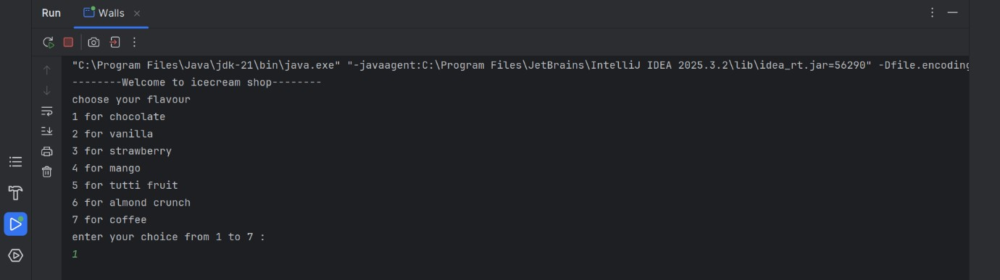 Run Walls
"C:\Program Files\Java\jdk-21\bin\java.exe" "-javaagent:C:\Program Files\JetBrains\IntelliJ IDEA 2025.3.2\lib\idea_rt.jar=56290" -Dfile.encoding
--------Welcome to icecream shop--------
choose your flavour
1 for chocolate
2 for vanilla
3 for strawberry
4 for mango
5 for tutti fruit
6 for almond crunch
7 for coffee
enter your choice from 1 to 7 :
1